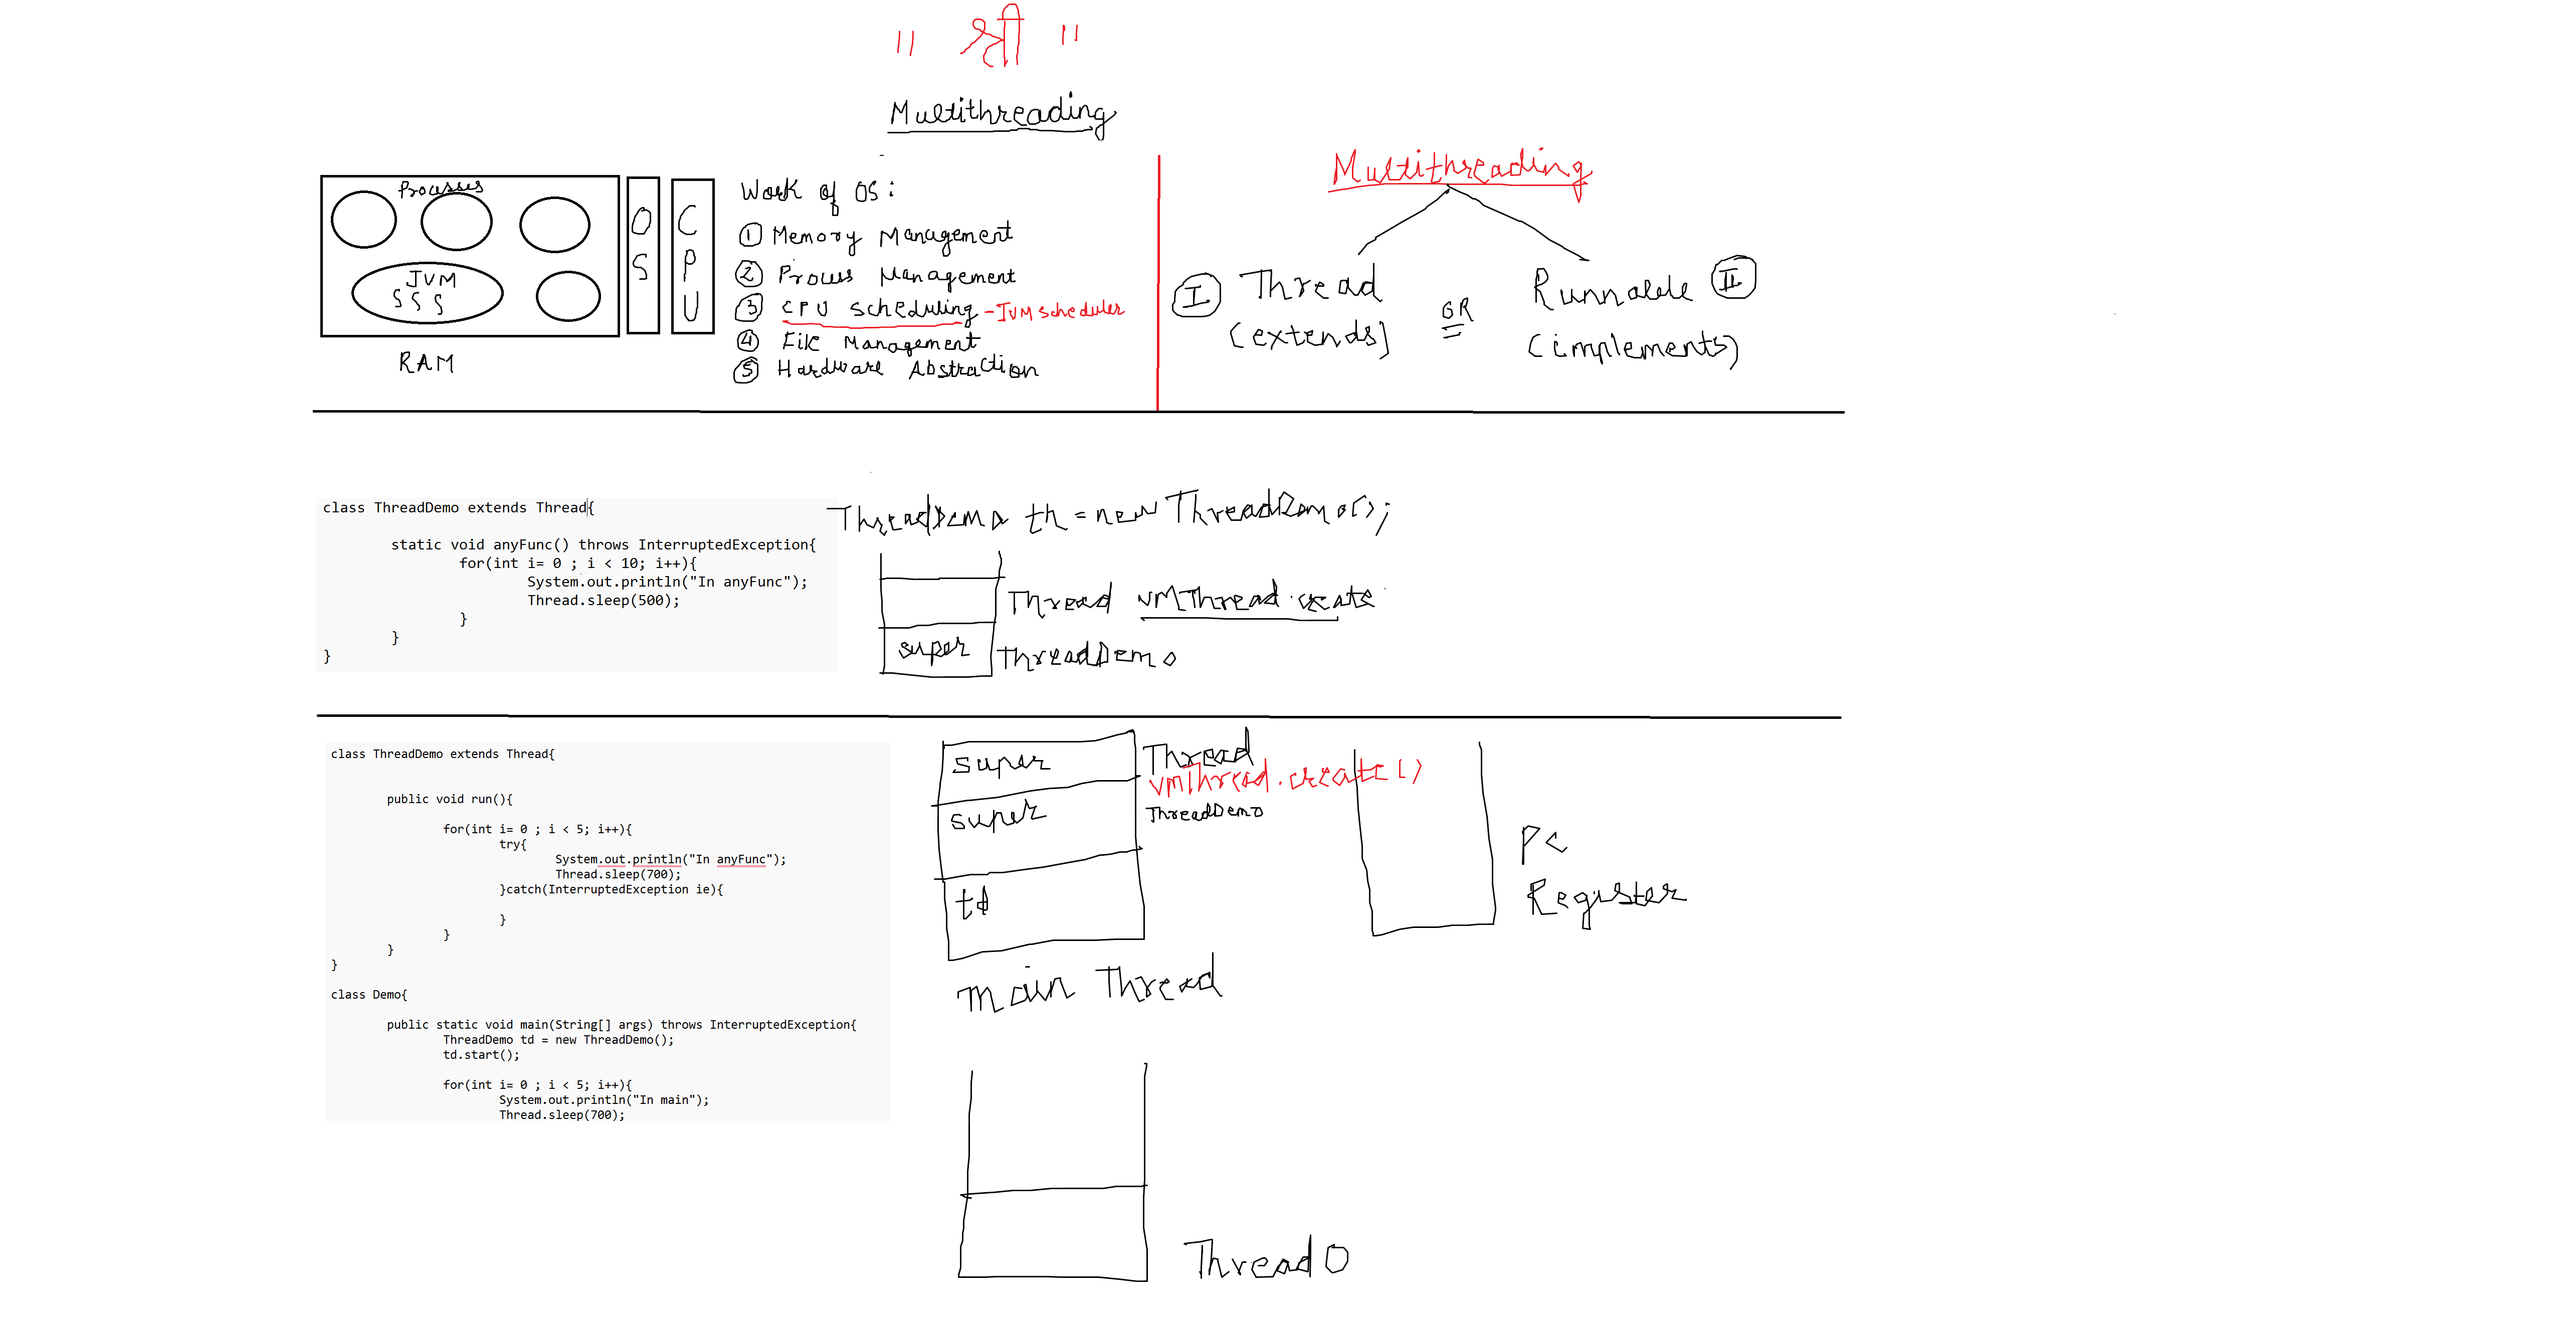 " श्री "
Multithreading
Processes
JVM
RAM
OS
CPU
Work of OS:
① Memory Management
② Process Management
③ CPU scheduling - JVM scheduler
④ File Management
⑤ Hardware Abstraction
Multithreading
Ⅰ Thread
(extends)
OR
Runnable Ⅱ
(implements)
class ThreadDemo extends Thread{
static void anyFunc() throws InterruptedException{
for(int i= 0 ; i < 10; i++){
System.out.println("In anyFunc");
Thread.sleep(500);
}
}
}
ThreadDemo th = new ThreadDemo();
Thread vmThread.create
super ThreadDemo
class ThreadDemo extends Thread{
public void run(){
for(int i= 0 ; i < 5; i++){
try{
System.out.println("In anyFunc");
Thread.sleep(700);
}catch(InterruptedException ie){
}
}
}
}
class Demo{
public static void main(String[] args) throws InterruptedException{
ThreadDemo td = new ThreadDemo();
td.start();
for(int i= 0 ; i < 5; i++){
System.out.println("In main");
Thread.sleep(700);
super Thread
vmThread.create()
super ThreadDemo
td
main Thread
PC
Register
Thread 0